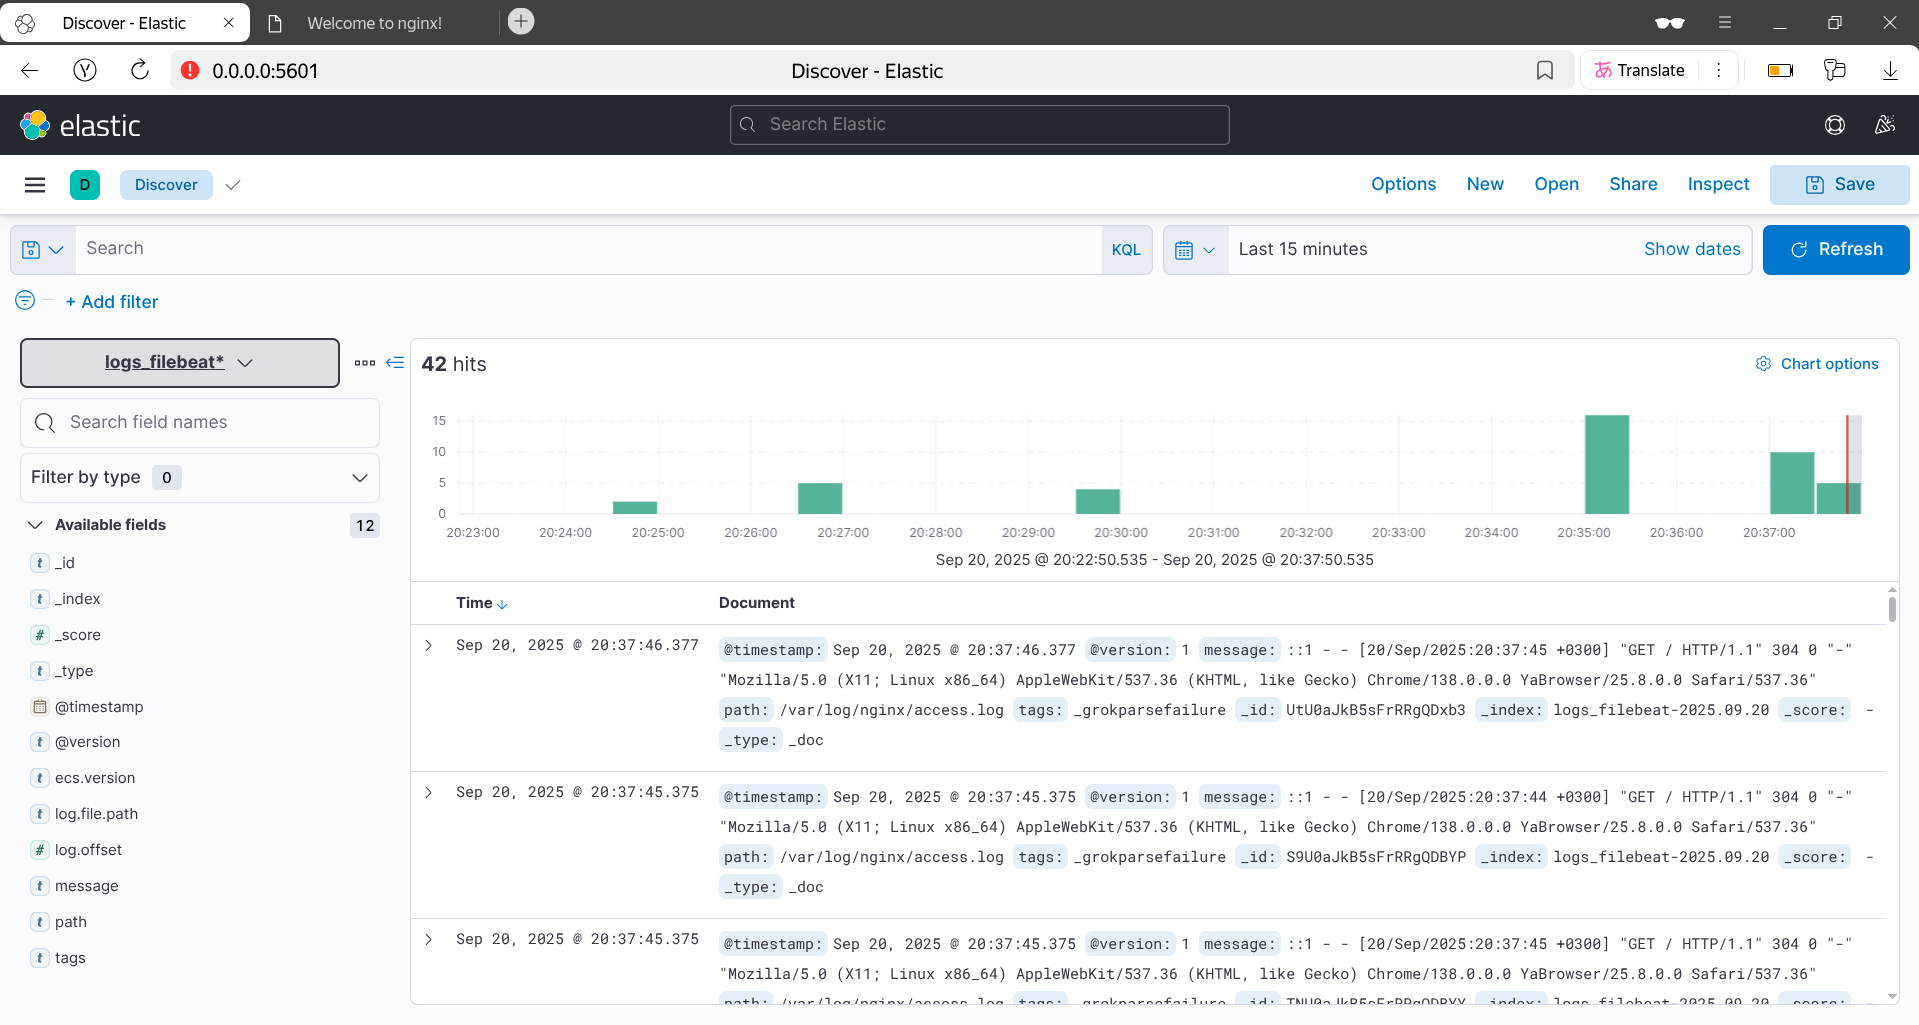 Discover - Elastic
Welcome to nginx!
0.0.0.0:5601
Discover - Elastic
Translate
elastic
Search Elastic
D
Discover
Options
New
Open
Share
Inspect
Save
Search
KQL
Last 15 minutes
Show dates
Refresh
+ Add filter
logs_filebeat*
Search field names
Filter by type 0
Available fields 12
t _id
t _index
# _score
t _type
@timestamp
t @version
t ecs.version
t log.file.path
# log.offset
t message
t path
t tags
42 hits
Chart options
15
10
5
0
20:23:00 20:24:00 20:25:00 20:26:00 20:27:00 20:28:00 20:29:00 20:30:00 20:31:00 20:32:00 20:33:00 20:34:00 20:35:00 20:36:00 20:37:00
Sep 20, 2025 @ 20:22:50.535 - Sep 20, 2025 @ 20:37:50.535
Time Document
Sep 20, 2025 @ 20:37:46.377 @timestamp: Sep 20, 2025 @ 20:37:46.377 @version: 1 message: ::1 - - [20/Sep/2025:20:37:45 +0300] "GET / HTTP/1.1" 304 0 "-"
"Mozilla/5.0 (X11; Linux x86_64) AppleWebKit/537.36 (KHTML, like Gecko) Chrome/138.0.0.0 YaBrowser/25.8.0.0 Safari/537.36"
path: /var/log/nginx/access.log tags: _grokparsefailure _id: UtU0aJkB5sFrRRgQDxb3 _index: logs_filebeat-2025.09.20 _score: -
_type: _doc
Sep 20, 2025 @ 20:37:45.375 @timestamp: Sep 20, 2025 @ 20:37:45.375 @version: 1 message: ::1 - - [20/Sep/2025:20:37:44 +0300] "GET / HTTP/1.1" 304 0 "-"
"Mozilla/5.0 (X11; Linux x86_64) AppleWebKit/537.36 (KHTML, like Gecko) Chrome/138.0.0.0 YaBrowser/25.8.0.0 Safari/537.36"
path: /var/log/nginx/access.log tags: _grokparsefailure _id: S9U0aJkB5sFrRRgQDBYP _index: logs_filebeat-2025.09.20 _score: -
_type: _doc
Sep 20, 2025 @ 20:37:45.375 @timestamp: Sep 20, 2025 @ 20:37:45.375 @version: 1 message: ::1 - - [20/Sep/2025:20:37:45 +0300] "GET / HTTP/1.1" 304 0 "-"
"Mozilla/5.0 (X11; Linux x86_64) AppleWebKit/537.36 (KHTML, like Gecko) Chrome/138.0.0.0 YaBrowser/25.8.0.0 Safari/537.36"
path: /var/log/nginx/access.log tags: _grokparsefailure _id: _index: logs_filebeat-2025.09.20 _score: -